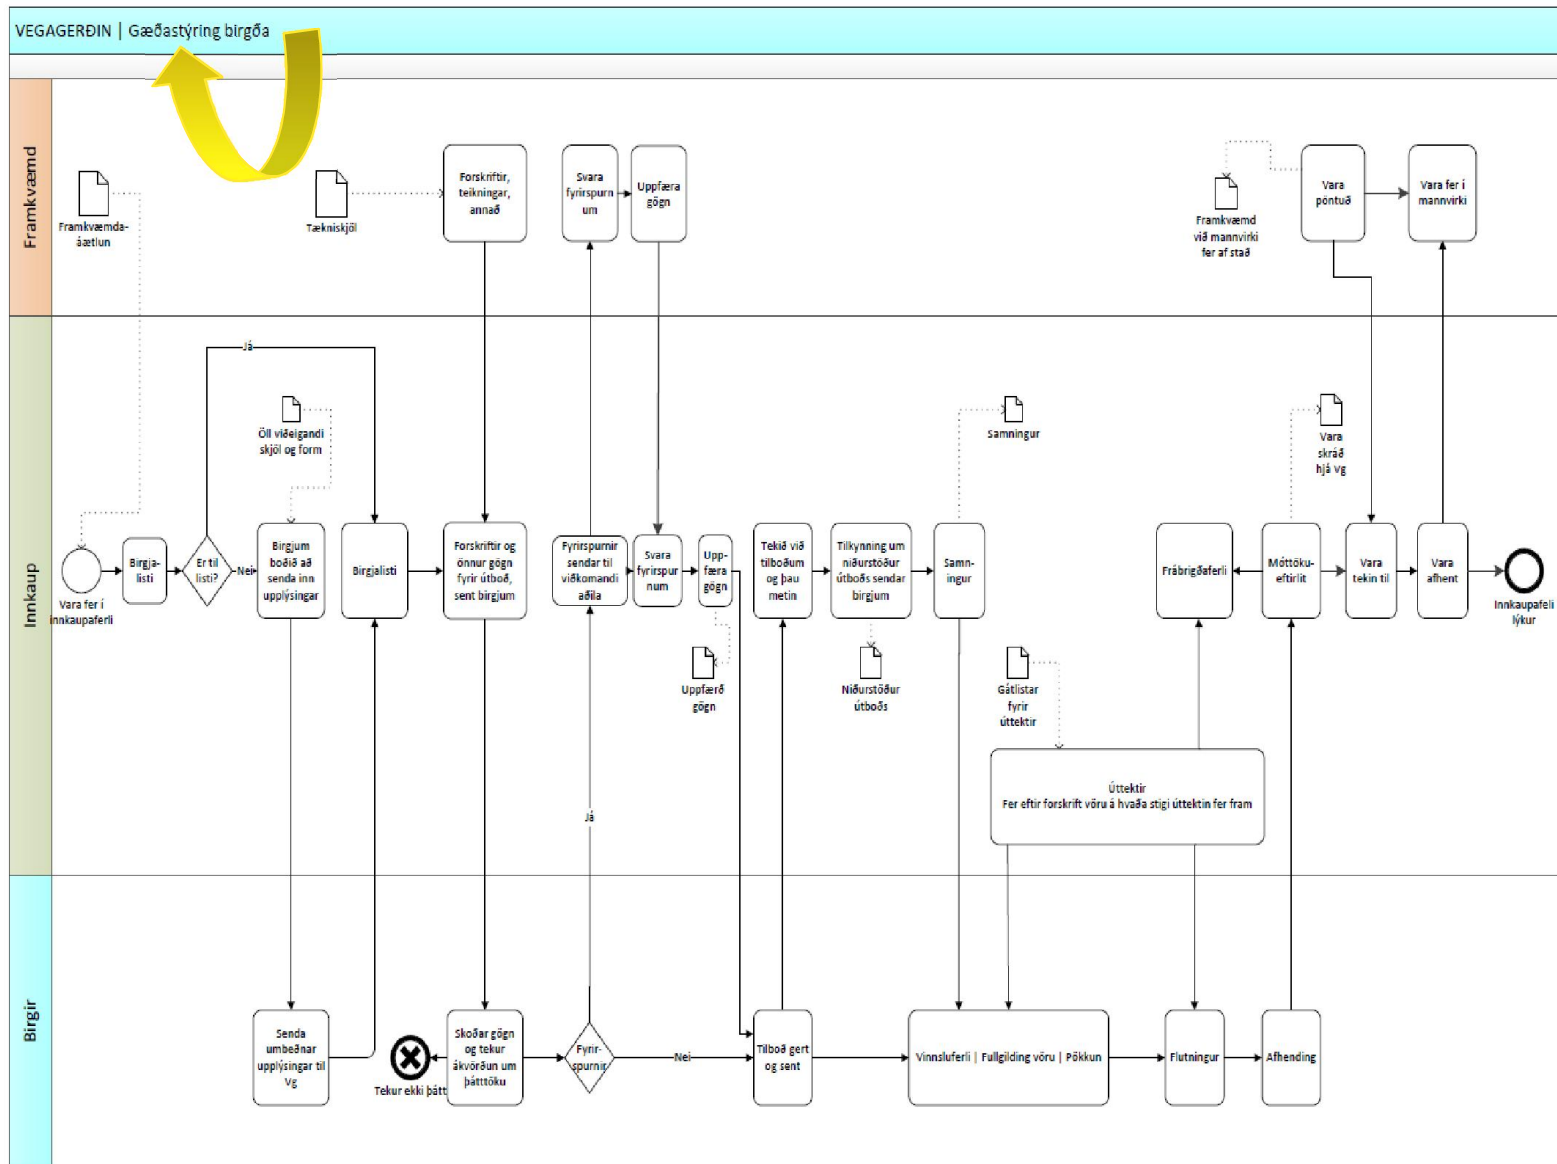 VEGAGERÐIN | Gæðastýring birgða
Framkvæmd
Framkvæmda-
áætlun
Tækniskjöl
Forskriftir,
teikningar,
annað
Svara
fyrirspurn
um
Uppfæra
gögn
Framkvæmd
við mannvirki
fer af stað
Vara
pöntuð
Vara fer í
mannvirki
Innkaup
Vara fer í
innkaupaferli
Birgja-
listi
Er til
listi?
Já
Nei
Öll viðeigandi
skjöl og form
Birgjum
boðið að
senda inn
upplýsingar
Birgjalisti
Forskriftir og
önnur gögn
fyrir útboð,
sent birgjum
Fyrirspurnir
sendar til
viðkomandi
aðila
Já
Svara
fyrirspur
num
Upp-
færa
gögn
Uppfærð
gögn
Tekið við
tilboðum
og þau
metin
Tilkynning um
niðurstöður
útboðs sendar
birgjum
Niðurstöður
útboðs
Samn-
ingur
Samningur
Gátlistar
fyrir
úttektir
Úttektir
Fer eftir forskrift vöru á hvaða stigi úttektin fer fram
Frábrigðaferli
Móttöku-
eftirlit
Vara
skráð
hjá Vg
Vara
tekin til
Vara
afhent
Innkaupafeli
lýkur
Birgir
Senda
umbeðnar
upplýsingar til
Vg
Tekur ekki þátt
Skoðar gögn
og tekur
ákvörðun um
þátttöku
Fyrir-
spurnir
Nei
Tilboð gert
og sent
Vinnsluferli | Fullgilding vöru | Pökkun
Flutningur
Afhending